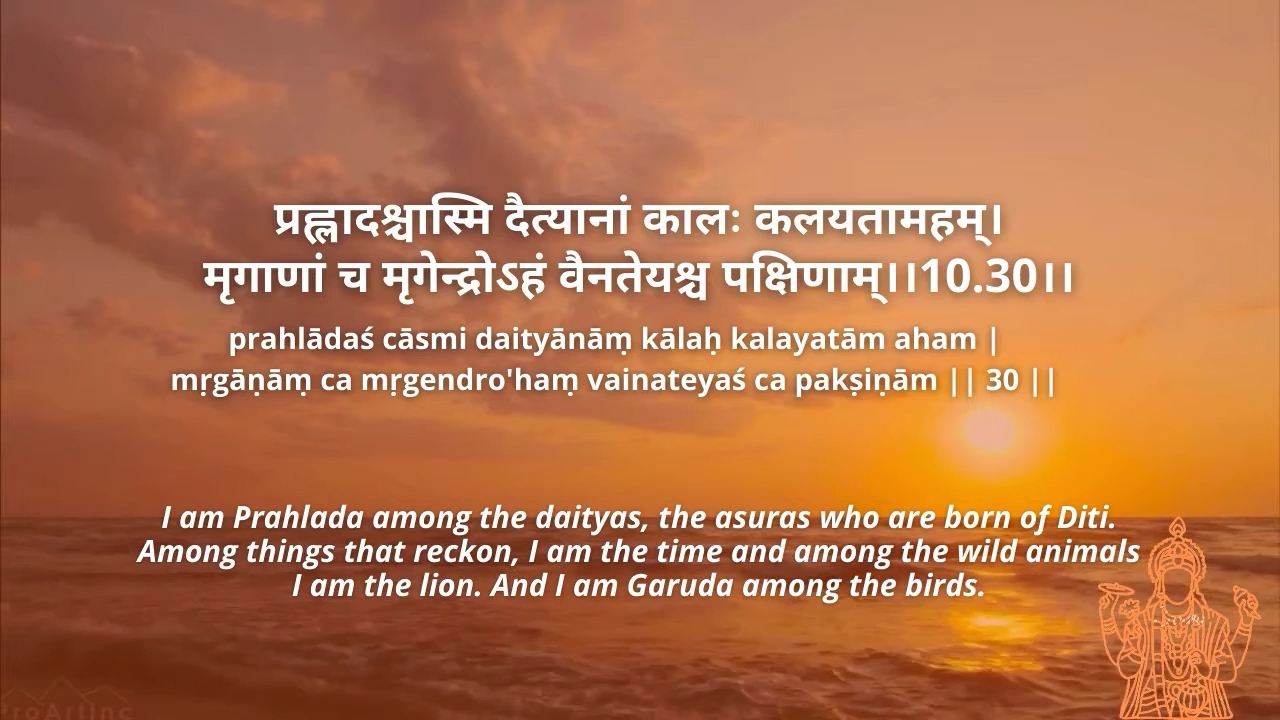 प्रह्लादश्चास्मि दैत्यानां कालः कलयतामहम्।
मृगाणां च मृगेन्द्रोऽहं वैनतेयश्च पक्षिणाम्।।10.30।।
prahlādaś cāsmi daityānāṃ kālaḥ kalayatām aham |
mṛgāṇāṃ ca mṛgendro'haṃ vainateyaś ca pakṣiṇām || 30 ||
I am Prahlada among the daityas, the asuras who are born of Diti.
Among things that reckon, I am the time and among the wild animals
I am the lion. And I am Garuda among the birds.